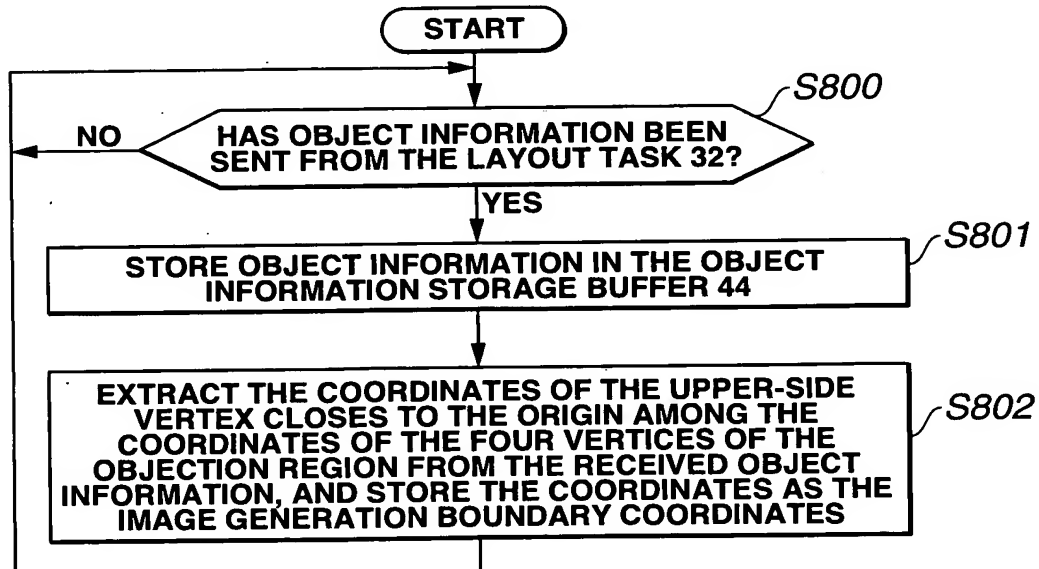 START
S800
NO
HAS OBJECT INFORMATION BEEN
SENT FROM THE LAYOUT TASK 32?
YES
S801
STORE OBJECT INFORMATION IN THE OBJECT
INFORMATION STORAGE BUFFER 44
S802
EXTRACT THE COORDINATES OF THE UPPER-SIDE
VERTEX CLOSES TO THE ORIGIN AMONG THE
COORDINATES OF THE FOUR VERTICES OF THE
OBJECTION REGION FROM THE RECEIVED OBJECT
INFORMATION, AND STORE THE COORDINATES AS THE
IMAGE GENERATION BOUNDARY COORDINATES